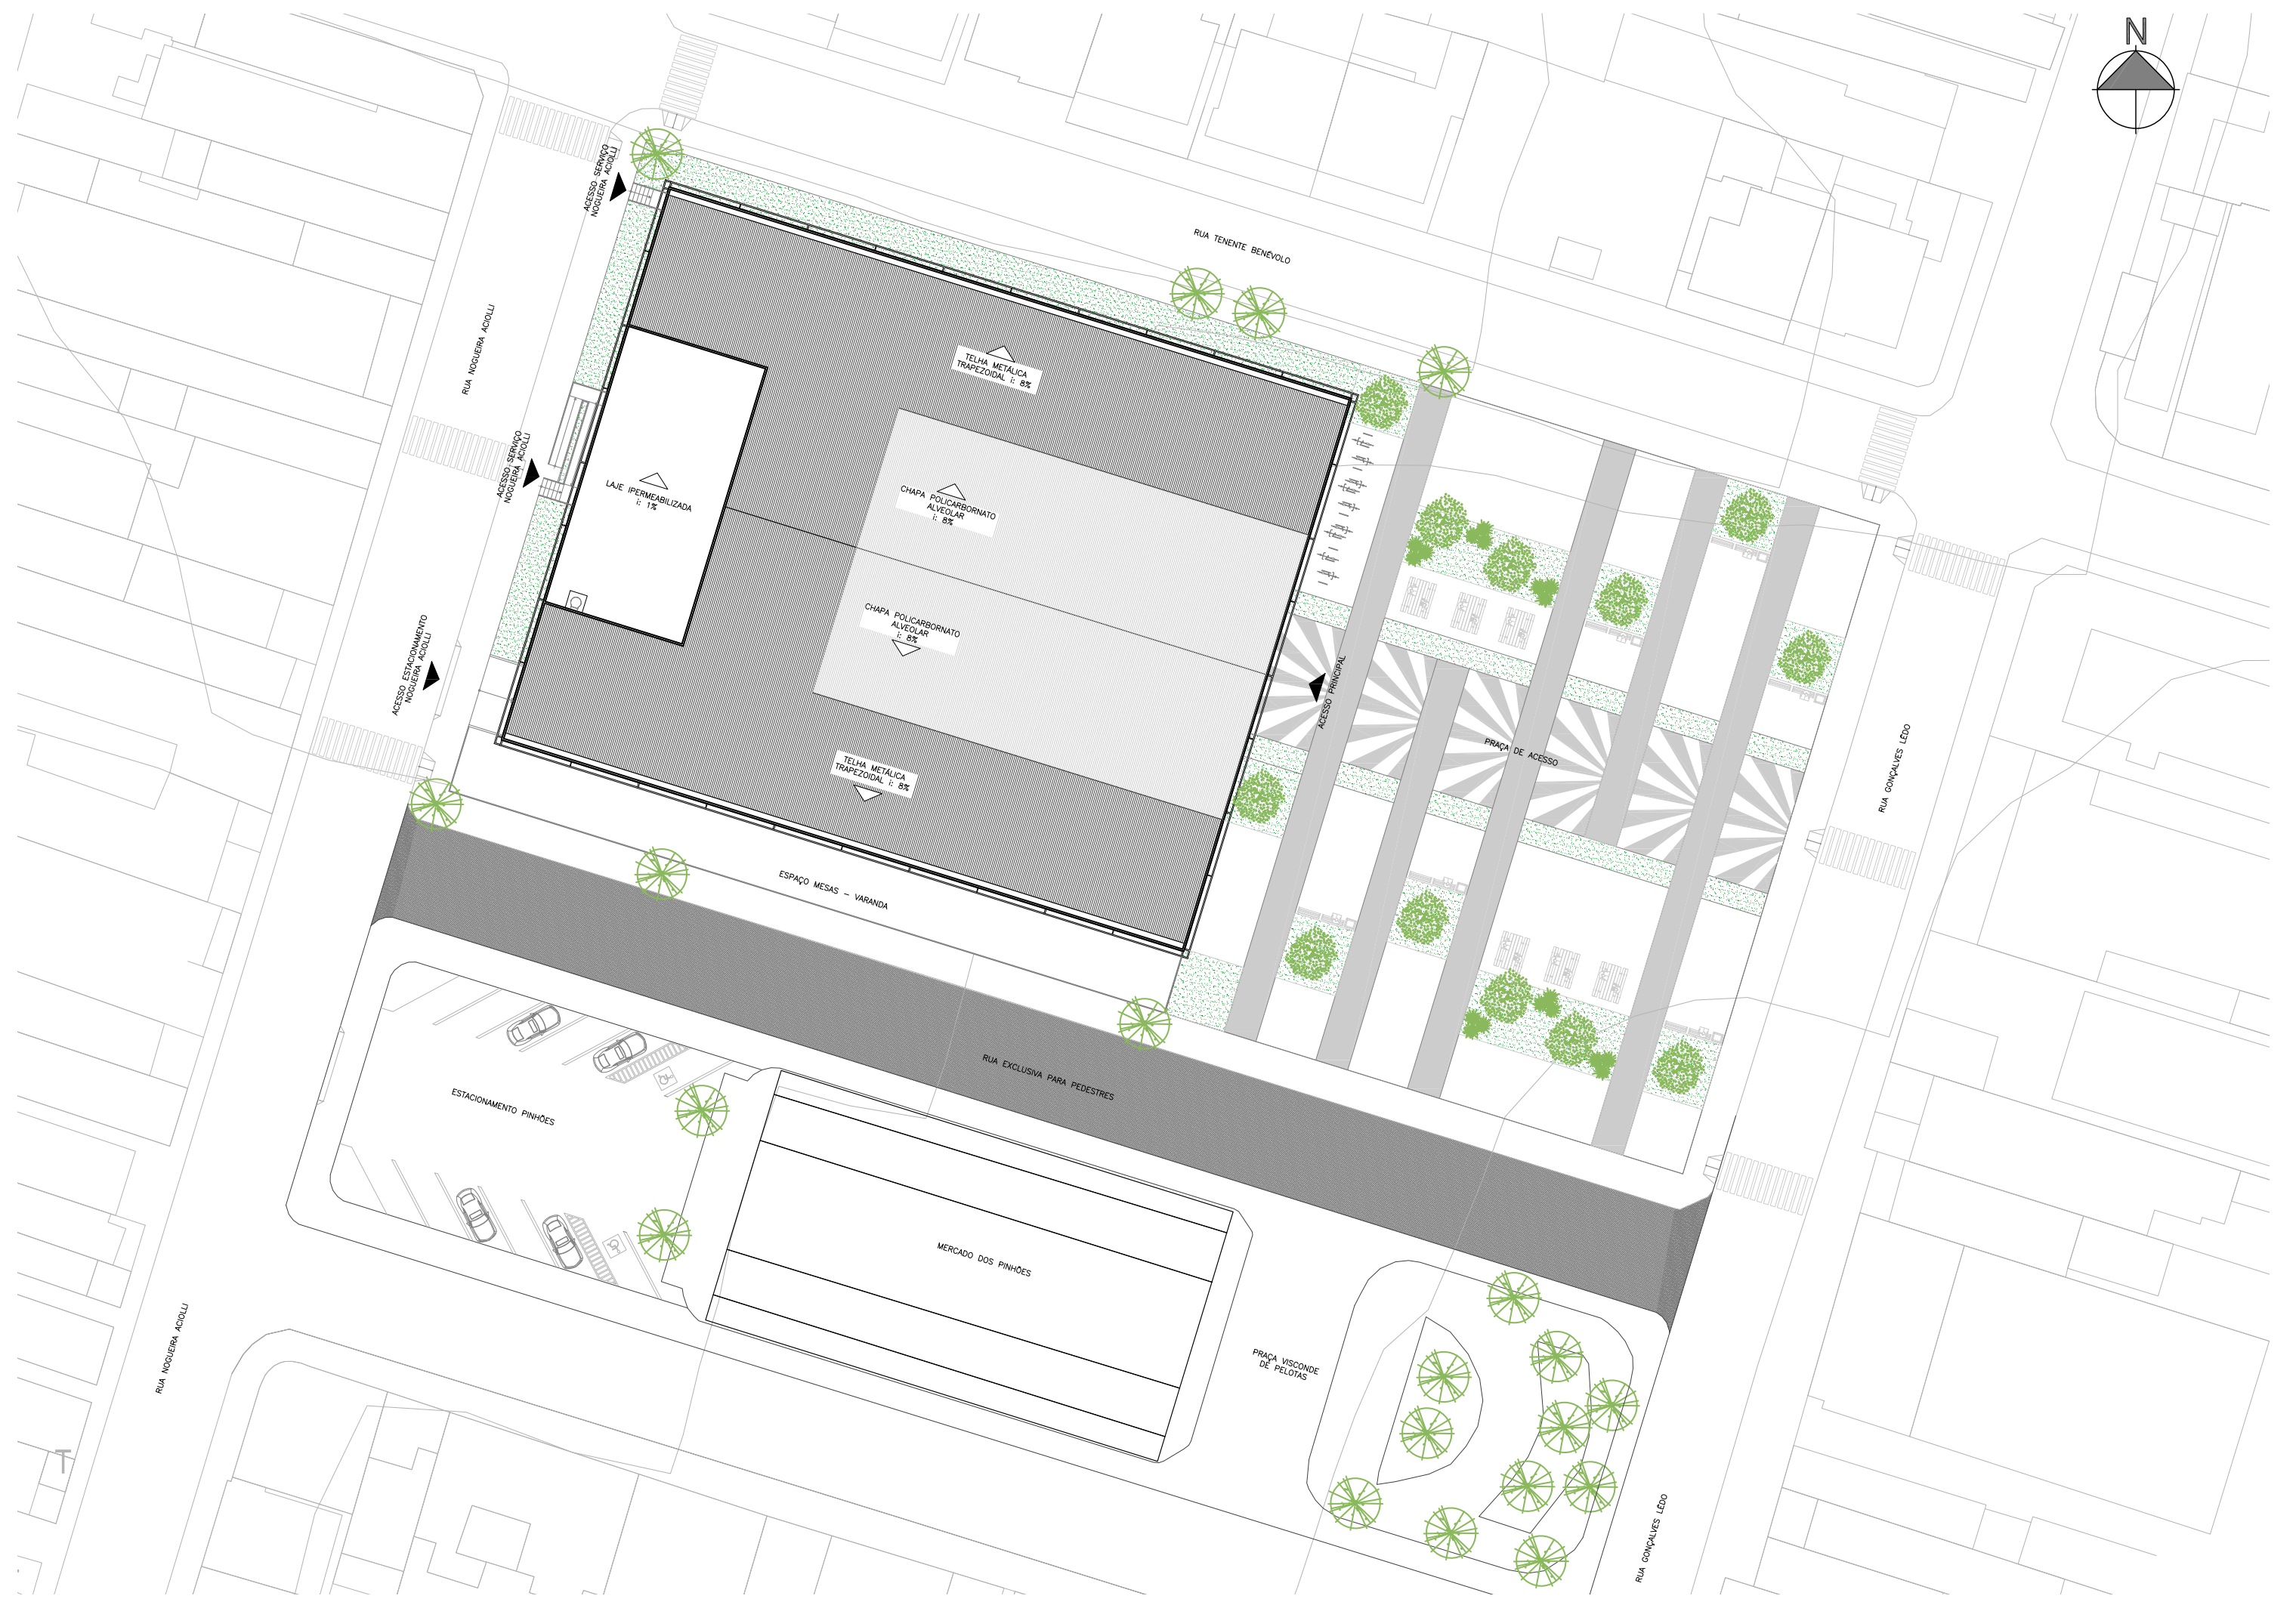 N
ACESSO SERVIÇO
NOGUEIRA ACIOLLI
RUA TENENTE BENÉVOLO
RUA NOGUEIRA ACIOLLI
TELHA METÁLICA
TRAPEZOIDAL i: 8%
ACESSO SERVIÇO
NOGUEIRA ACIOLLI
LAJE IPERMEABILIZADA
i: 1%
CHAPA POLICARBORNATO
ALVEOLAR
i: 8%
CHAPA POLICARBORNATO
ALVEOLAR
i: 8%
ACESSO ESTACIONAMENTO
NOGUEIRA ACIOLLI
ACESSO PRINCIPAL
PRAÇA DE ACESSO
RUA GONÇALVES LÊDO
TELHA METÁLICA
TRAPEZOIDAL i: 8%
ESPAÇO MESAS – VARANDA
RUA EXCLUSIVA PARA PEDESTRES
ESTACIONAMENTO PINHÕES
MERCADO DOS PINHÕES
PRAÇA VISCONDE
DE PELOTAS
RUA NOGUEIRA ACIOLLI
T
RUA GONÇALVES LÊDO